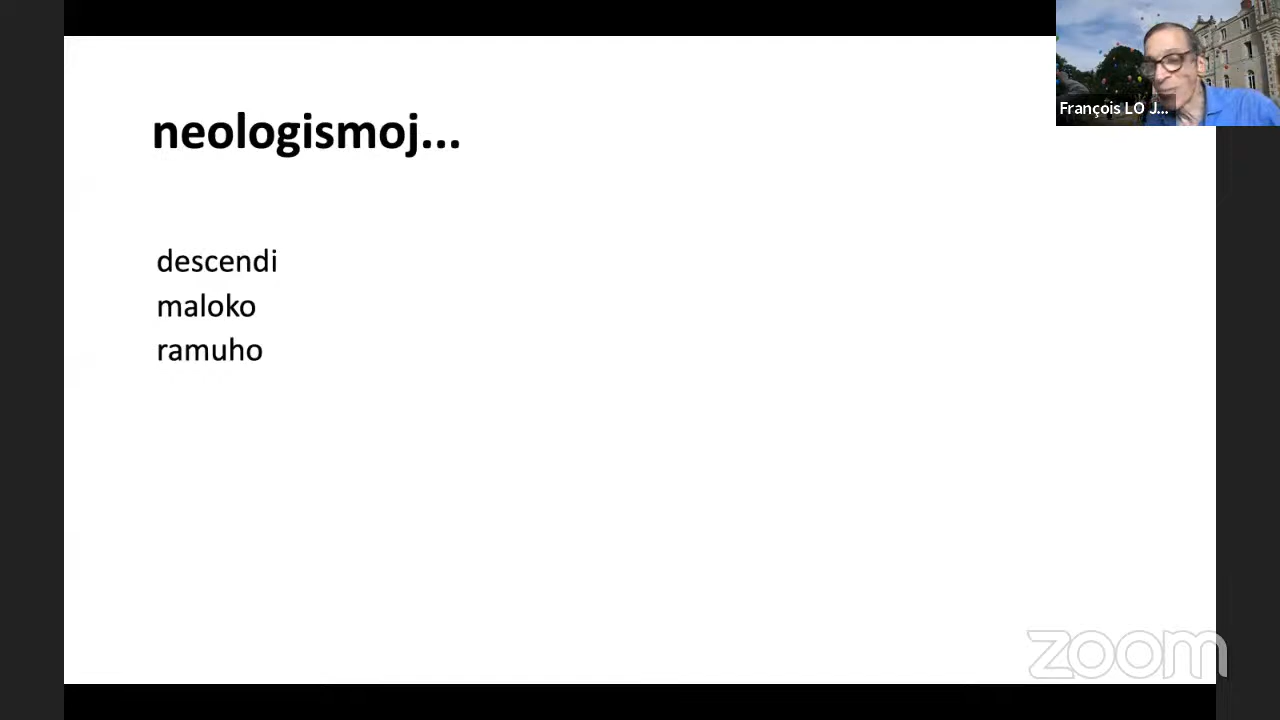 neologismoj...
François LO J...
descendi
maloko
ramuho
zoom